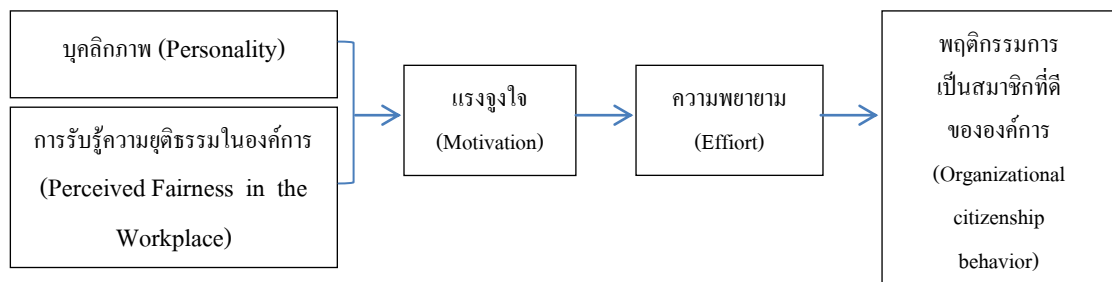 บุคลิกภาพ (Personality)
การรับรู้ความยุติธรรมในองค์การ
(Perceived Fairness in the
Workplace)
แรงจูงใจ
(Motivation)
ความพยายาม
(Effiort)
พฤติกรรมการ
เป็นสมาชิกที่ดี
ขององค์การ
(Organizational
citizenship
behavior)